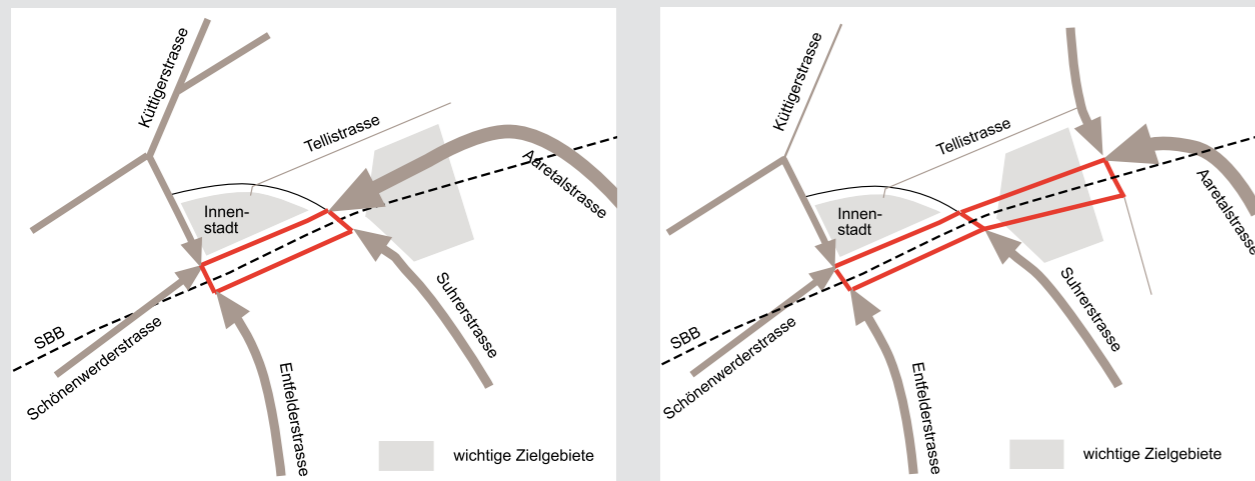 Küttigerstrasse
Tellistrasse
Aaretalstrasse
Innen-
stadt
SBB
Schönenwerderstrasse
Suhrerstrasse
Entfelderstrasse
wichtige Zielgebiete
Küttigerstrasse
Tellistrasse
Aaretalstrasse
Innen-
stadt
SBB
Schönenwerderstrasse
Suhrerstrasse
Entfelderstrasse
wichtige Zielgebiete